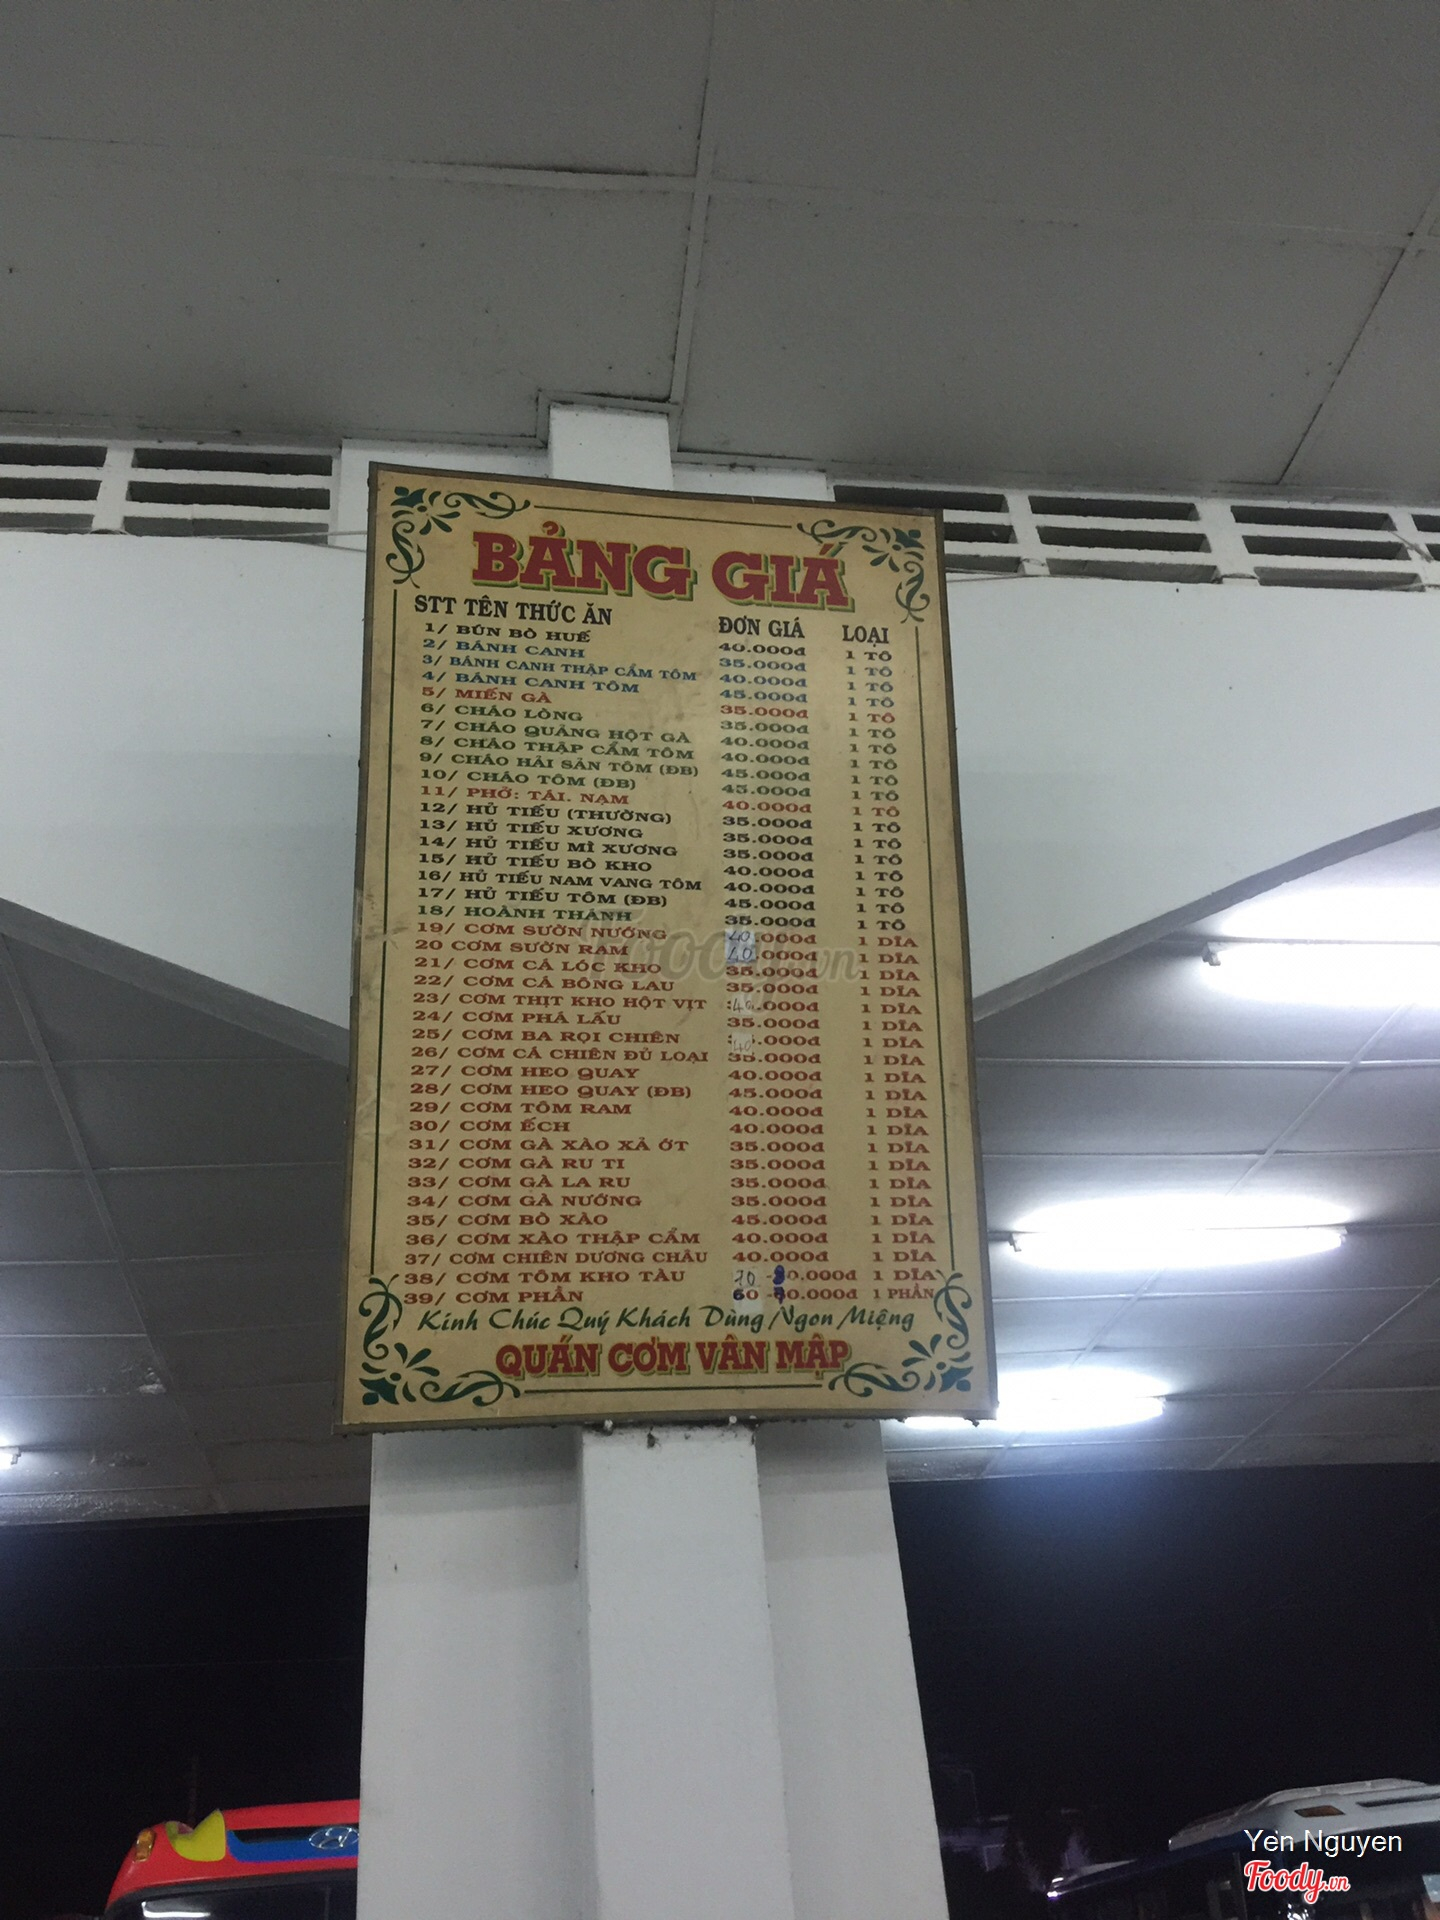 BẢNG GIÁ
STT TÊN THỨC ĂN ĐƠN GIÁ LOẠI
1/ BÚN BÒ HUẾ 40.000đ 1 TÔ
2/ BÁNH CANH 35.000đ 1 TÔ
3/ BÁNH CANH THẬP CẨM TÔM 40.000đ 1 TÔ
4/ BÁNH CANH TÔM 45.000đ 1 TÔ
5/ MIẾN GÀ 35.000đ 1 TÔ
6/ CHÁO LÒNG 35.000đ 1 TÔ
7/ CHÁO QUẢNG HỘT GÀ 40.000đ 1 TÔ
8/ CHÁO THẬP CẨM TÔM 40.000đ 1 TÔ
9/ CHÁO HẢI SẢN TÔM (ĐB) 45.000đ 1 TÔ
10/ CHÁO TÔM (ĐB) 45.000đ 1 TÔ
11/ PHỞ: TÁI. NẠM 40.000đ 1 TÔ
12/ HỦ TIẾU (THƯỜNG) 35.000đ 1 TÔ
13/ HỦ TIẾU XƯƠNG 35.000đ 1 TÔ
14/ HỦ TIẾU MÌ XƯƠNG 35.000đ 1 TÔ
15/ HỦ TIẾU BÒ KHO 40.000đ 1 TÔ
16/ HỦ TIẾU NAM VANG TÔM 40.000đ 1 TÔ
17/ HỦ TIẾU TÔM (ĐB) 45.000đ 1 TÔ
18/ HOÀNH THÁNH 35.000đ 1 TÔ
19/ CƠM SƯỜN NƯỚNG 40.000đ 1 DĨA
20 CƠM SƯỜN RAM 40.000đ 1 DĨA
21/ CƠM CÁ LÓC KHO 35.000đ 1 DĨA
22/ CƠM CÁ BÔNG LAU 35.000đ 1 DĨA
23/ CƠM THỊT KHO HỘT VỊT 40.000đ 1 DĨA
24/ CƠM PHÁ LẤU 35.000đ 1 DĨA
25/ CƠM BA RỌI CHIÊN 1 DĨA
26/ CƠM CÁ CHIÊN ĐỦ LOẠI 35.000đ 1 DĨA
27/ CƠM HEO QUAY 40.000đ 1 DĨA
28/ CƠM HEO QUAY (ĐB) 45.000đ 1 DĨA
29/ CƠM TÔM RAM 40.000đ 1 DĨA
30/ CƠM ẾCH 40.000đ 1 DĨA
31/ CƠM GÀ XÀO XẢ ỚT 35.000đ 1 DĨA
32/ CƠM GÀ RU TI 35.000đ 1 DĨA
33/ CƠM GÀ LA RU 35.000đ 1 DĨA
34/ CƠM GÀ NƯỚNG 35.000đ 1 DĨA
35/ CƠM BÒ XÀO 45.000đ 1 DĨA
36/ CƠM XÀO THẬP CẨM 40.000đ 1 DĨA
37/ CƠM CHIÊN DƯƠNG CHÂU 40.000đ 1 DĨA
38/ CƠM TÔM KHO TÀU 70 -80.000đ 1 DĨA
39/ CƠM PHẦN 60 1 PHẦN
Kính Chúc Quý Khách Dùng Ngon Miệng
QUÁN CƠM VÂN MẬP
Foody.vn
Yen Nguyen
Foody.vn